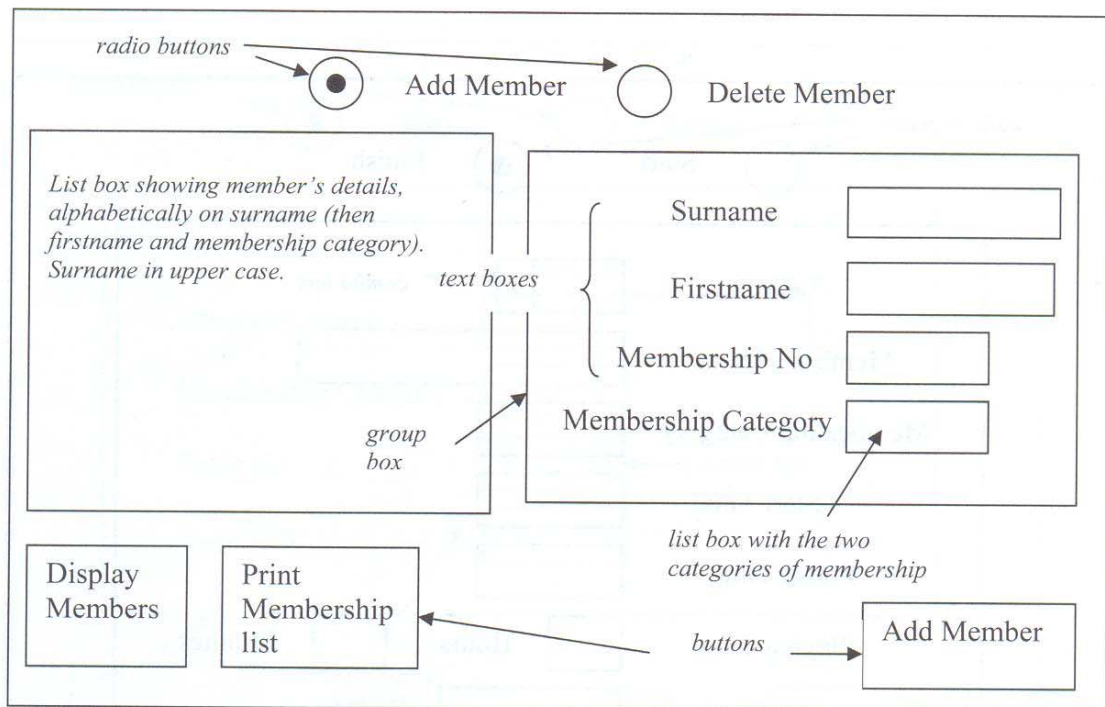 radio buttons
Add Member
Delete Member
List box showing member's details,
alphabetically on surname (then
firstname and membership category).
Surname in upper case.
text boxes
Surname
Firstname
Membership No
Membership Category
group
box
list box with the two
categories of membership
Display
Members
Print
Membership
list
buttons
Add Member